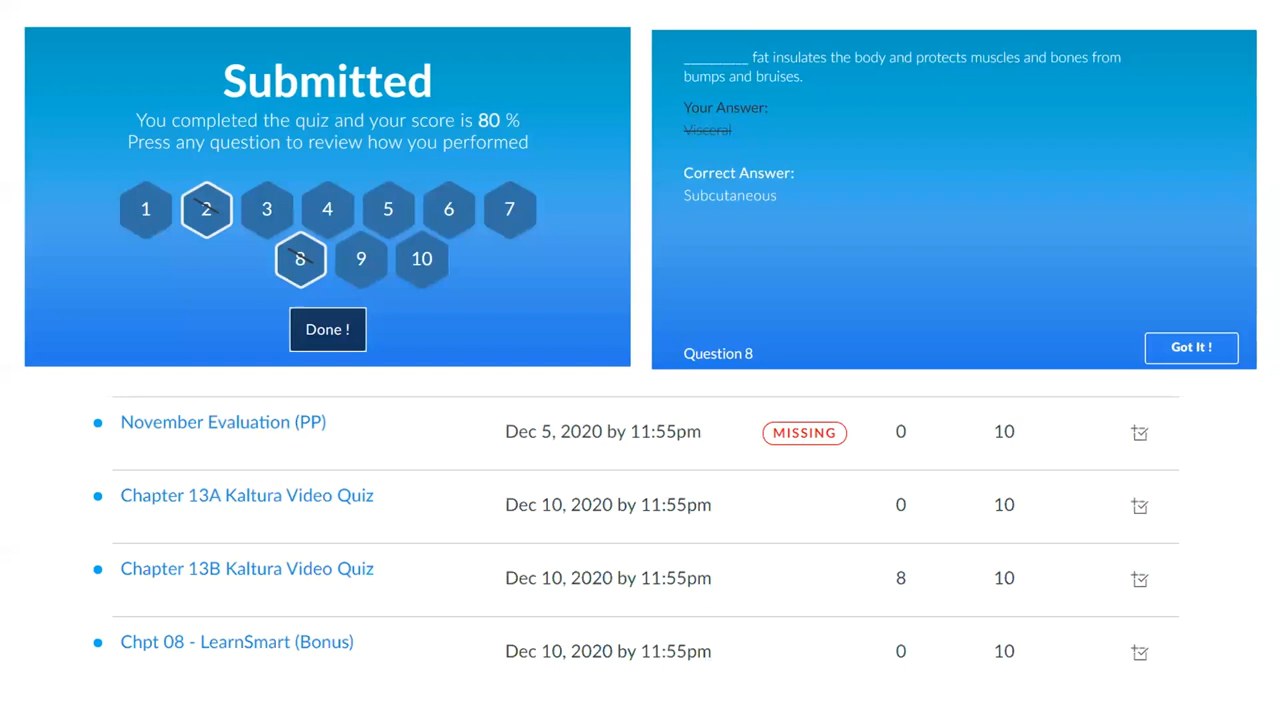 Submitted
You completed the quiz and your score is 80 %
Press any question to review how you performed
1 2 3 4 5 6 7
8 9 10
Done !
__________ fat insulates the body and protects muscles and bones from
bumps and bruises.
Your Answer:
Visceral
Correct Answer:
Subcutaneous
Question 8
Got It !
November Evaluation (PP) Dec 5, 2020 by 11:55pm MISSING 0 10
Chapter 13A Kaltura Video Quiz Dec 10, 2020 by 11:55pm 0 10
Chapter 13B Kaltura Video Quiz Dec 10, 2020 by 11:55pm 8 10
Chpt 08 - LearnSmart (Bonus) Dec 10, 2020 by 11:55pm 0 10